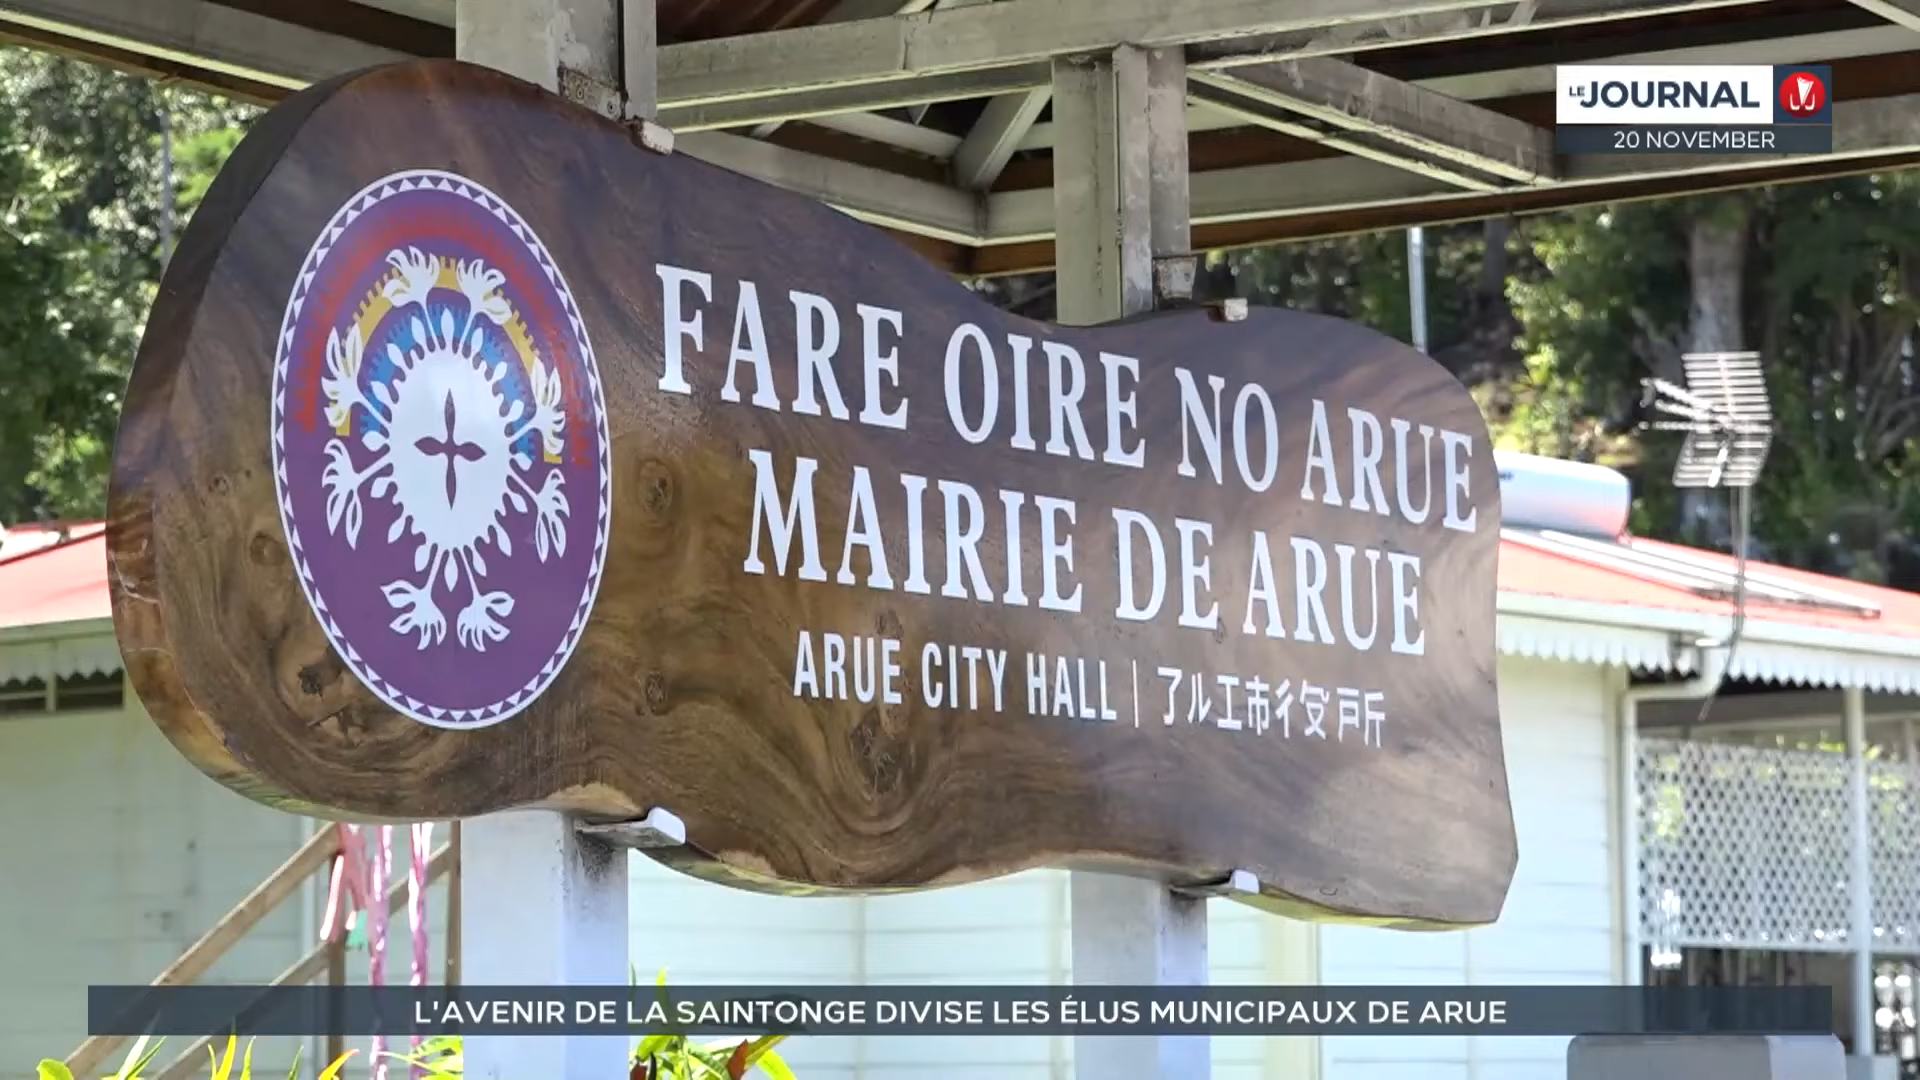 LE JOURNAL
20 NOVEMBER
FARE OIRE NO ARUE
MAIRIE DE ARUE
ARUE CITY HALL | アルエ市役所
L'AVENIR DE LA SAINTONGE DIVISE LES ÉLUS MUNICIPAUX DE ARUE